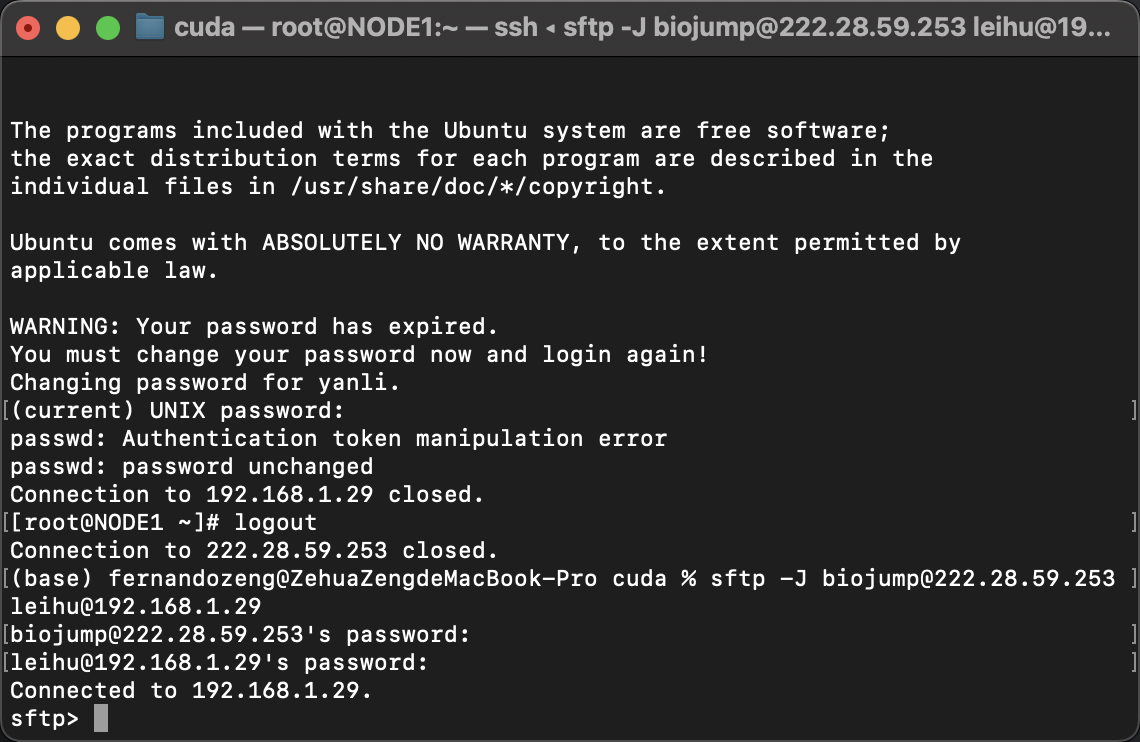 cuda — root@NODE1:~ — ssh ◂ sftp -J biojump@222.28.59.253 leihu@19...
The programs included with the Ubuntu system are free software;
the exact distribution terms for each program are described in the
individual files in /usr/share/doc/*/copyright.
Ubuntu comes with ABSOLUTELY NO WARRANTY, to the extent permitted by
applicable law.
WARNING: Your password has expired.
You must change your password now and login again!
Changing password for yanli.
[(current) UNIX password: ]
passwd: Authentication token manipulation error
passwd: password unchanged
Connection to 192.168.1.29 closed.
[[root@NODE1 ~]# logout ]
Connection to 222.28.59.253 closed.
[(base) fernandozeng@ZehuaZengdeMacBook-Pro cuda % sftp -J biojump@222.28.59.253 ]
leihu@192.168.1.29
[biojump@222.28.59.253's password: ]
[leihu@192.168.1.29's password: ]
Connected to 192.168.1.29.
sftp>